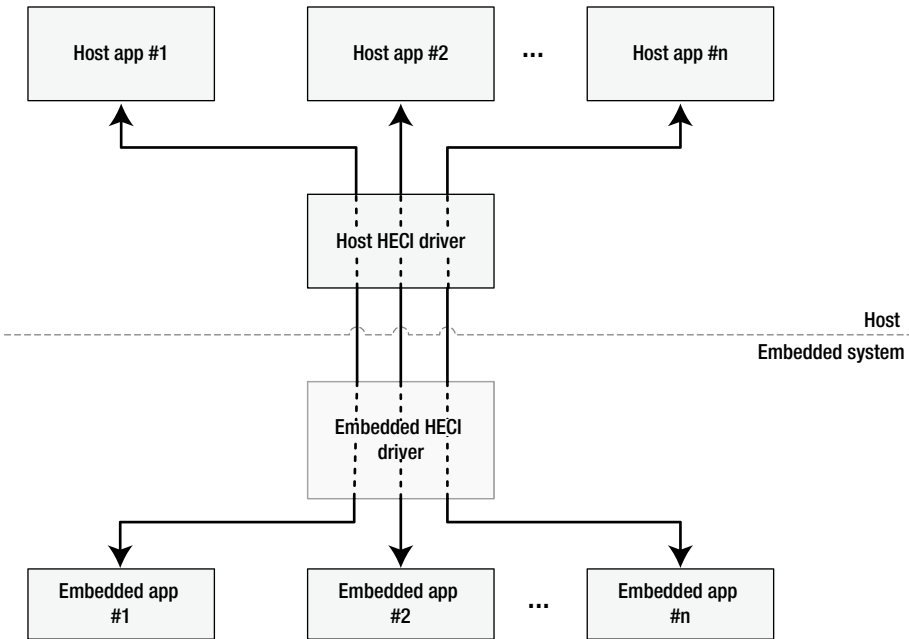 Host app #1
Host app #2
...
Host app #n
Host HECI driver
Host
Embedded system
Embedded HECI
driver
Embedded app
#1
Embedded app
#2
...
Embedded app
#n